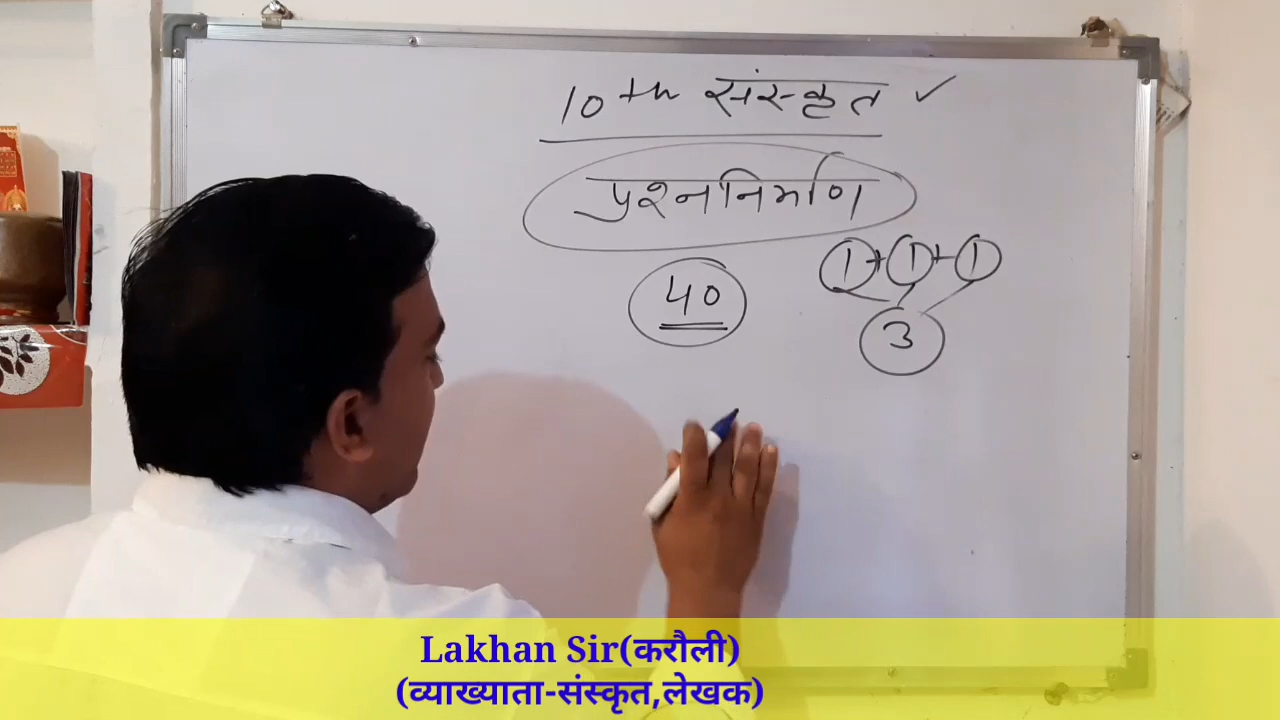 10th संस्कृत ✓
प्रश्ननिर्माण
40
1 + 1 + 1
3
Lakhan Sir(करौली)
(व्याख्याता-संस्कृत,लेखक)